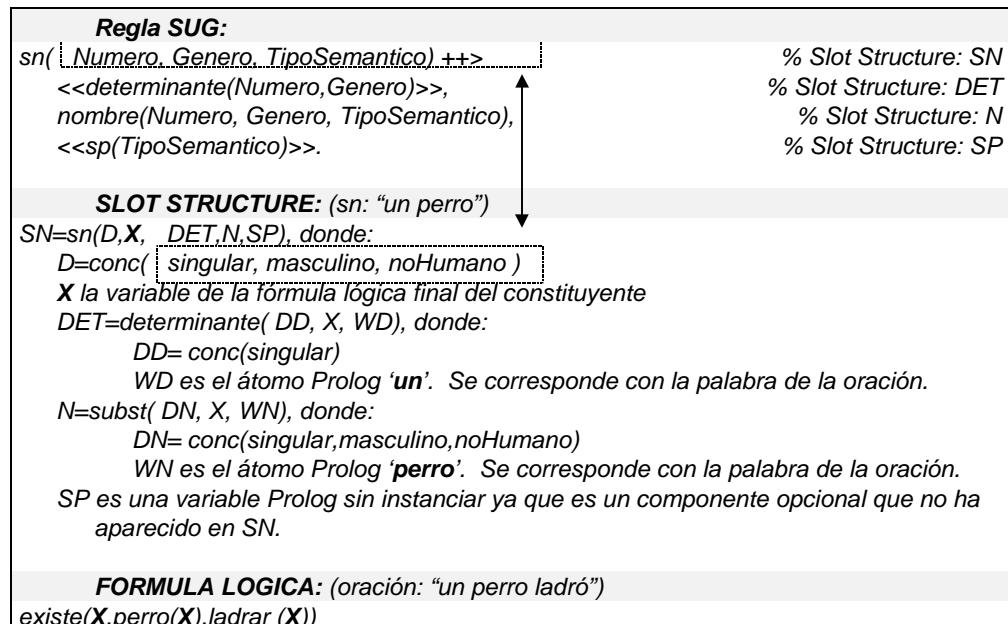 Regla SUG:
sn( Numero, Genero, TipoSemantico) ++> % Slot Structure: SN
<<determinante(Numero,Genero)>>, % Slot Structure: DET
nombre(Numero, Genero, TipoSemantico), % Slot Structure: N
<<sp(TipoSemantico)>>. % Slot Structure: SP
SLOT STRUCTURE: (sn: “un perro”)
SN=sn(D,X, DET,N,SP), donde:
D=conc( singular, masculino, noHumano )
X la variable de la fórmula lógica final del constituyente
DET=determinante( DD, X, WD), donde:
DD= conc(singular)
WD es el átomo Prolog ‘un’. Se corresponde con la palabra de la oración.
N=subst( DN, X, WN), donde:
DN= conc(singular,masculino,noHumano)
WN es el átomo Prolog ‘perro’. Se corresponde con la palabra de la oración.
SP es una variable Prolog sin instanciar ya que es un componente opcional que no ha
aparecido en SN.
FORMULA LOGICA: (oración: “un perro ladró”)
existe(X,perro(X),ladrar (X))